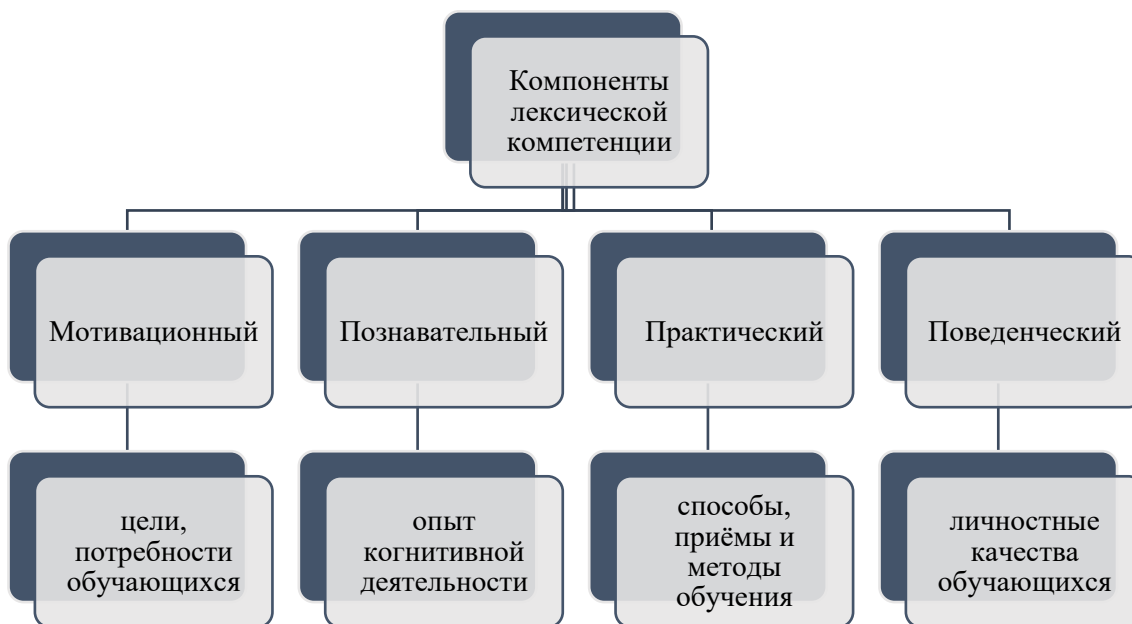 Компоненты
лексической
компетенции
Мотивационный
Познавательный
Практический
Поведенческий
цели,
потребности
обучающихся
опыт
когнитивной
деятельности
способы,
приёмы и
методы
обучения
личностные
качества
обучающихся